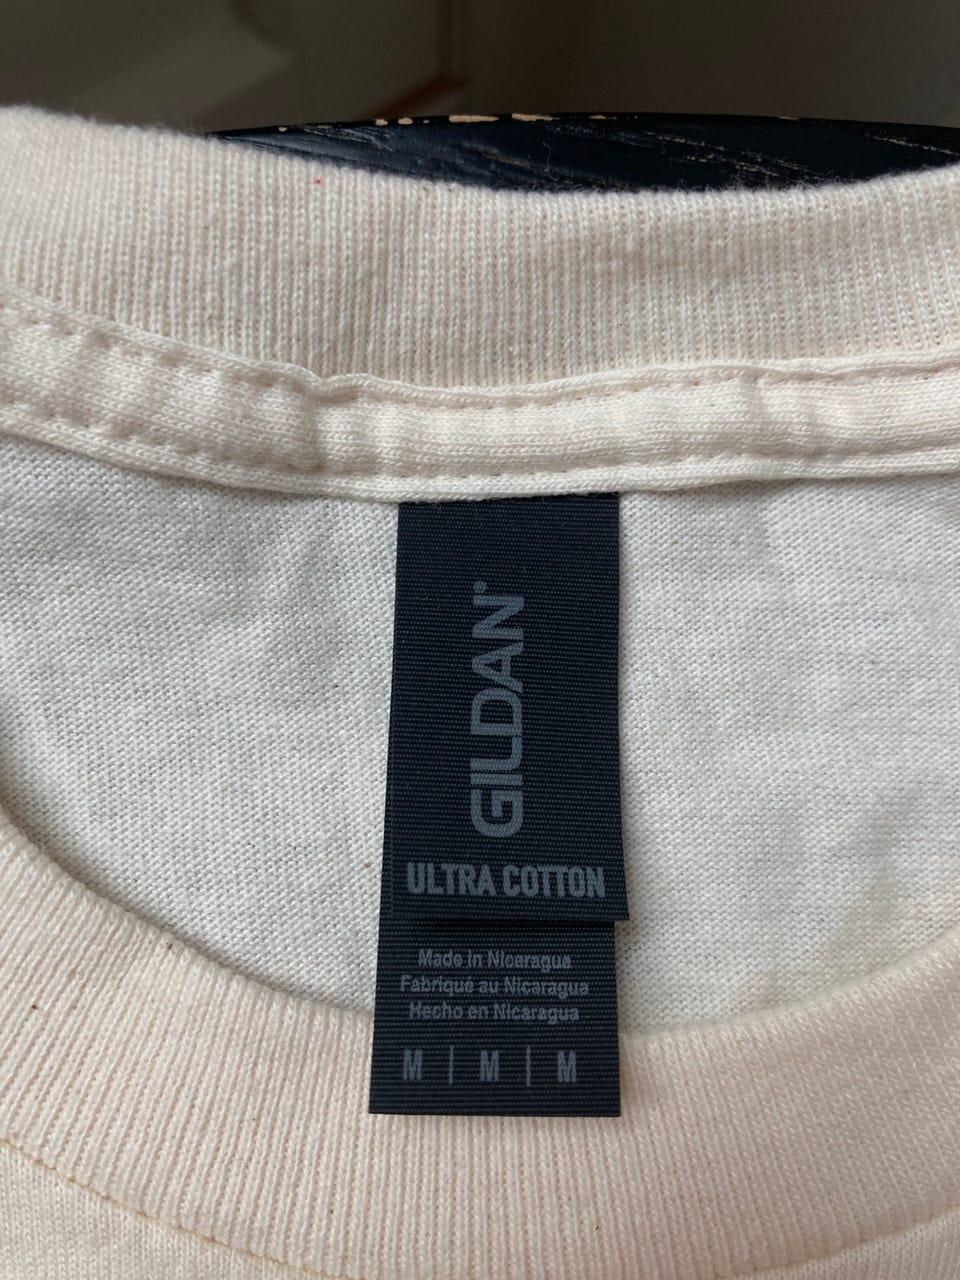 GILDAN®
ULTRA COTTON
Made in Nicaragua
Fabriqué au Nicaragua
Hecho en Nicaragua
M | M | M